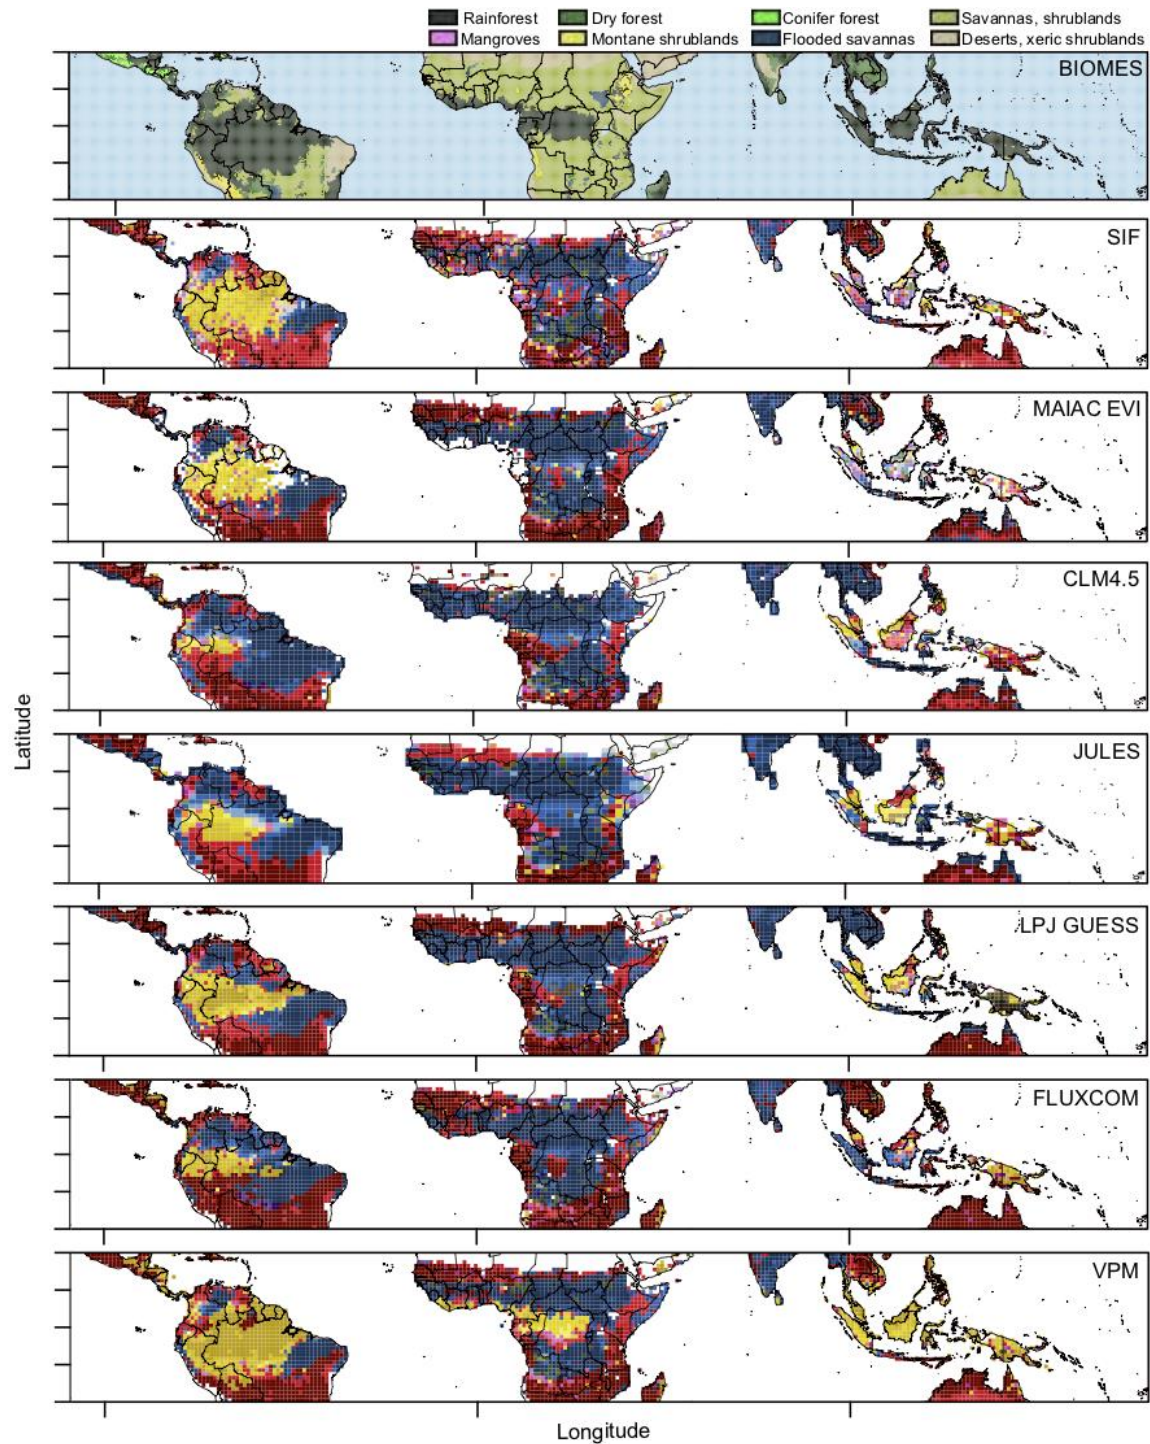 Rainforest Dry forest Conifer forest Savannas, shrublands
Mangroves Montane shrublands Flooded savannas Deserts, xeric shrublands
BIOMES
SIF
MAIAC EVI
CLM4.5
Latitude
JULES
LPJ GUESS
FLUXCOM
VPM
Longitude